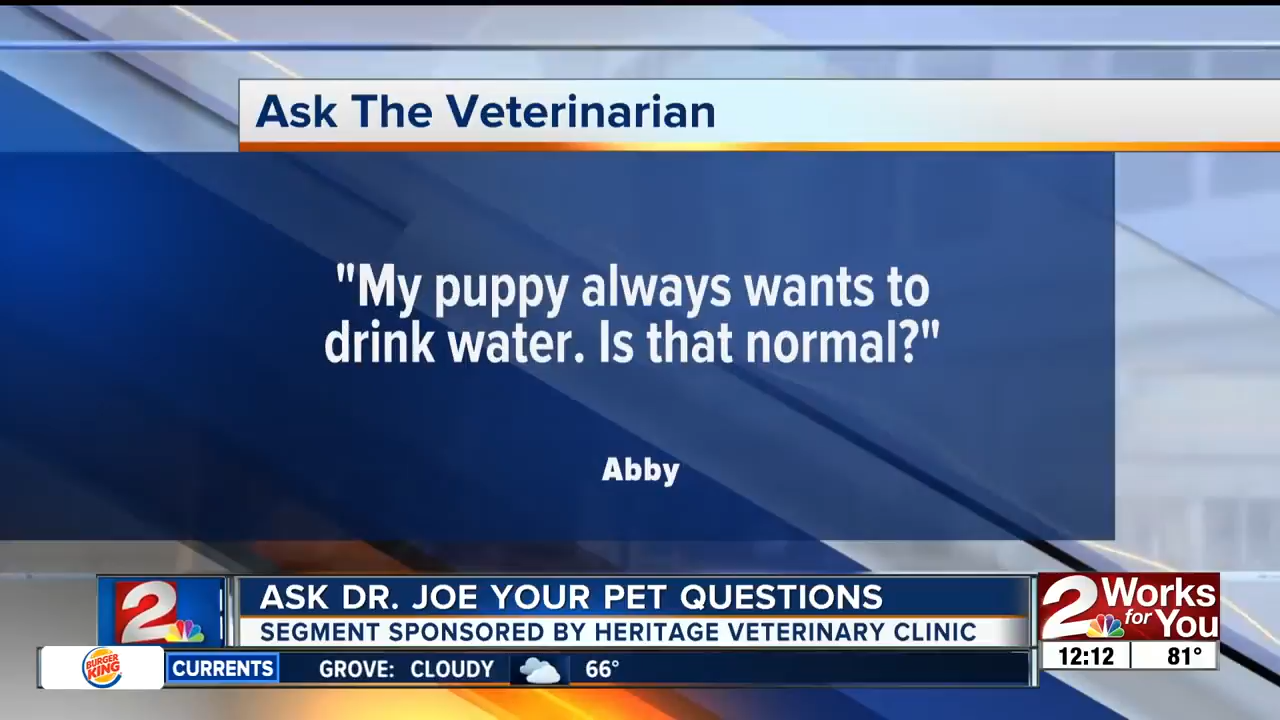 Ask The Veterinarian
"My puppy always wants to
drink water. Is that normal?"
Abby
2
ASK DR. JOE YOUR PET QUESTIONS
SEGMENT SPONSORED BY HERITAGE VETERINARY CLINIC
2 Works for You
12:12 81°
BURGER KING
CURRENTS GROVE: CLOUDY 66°